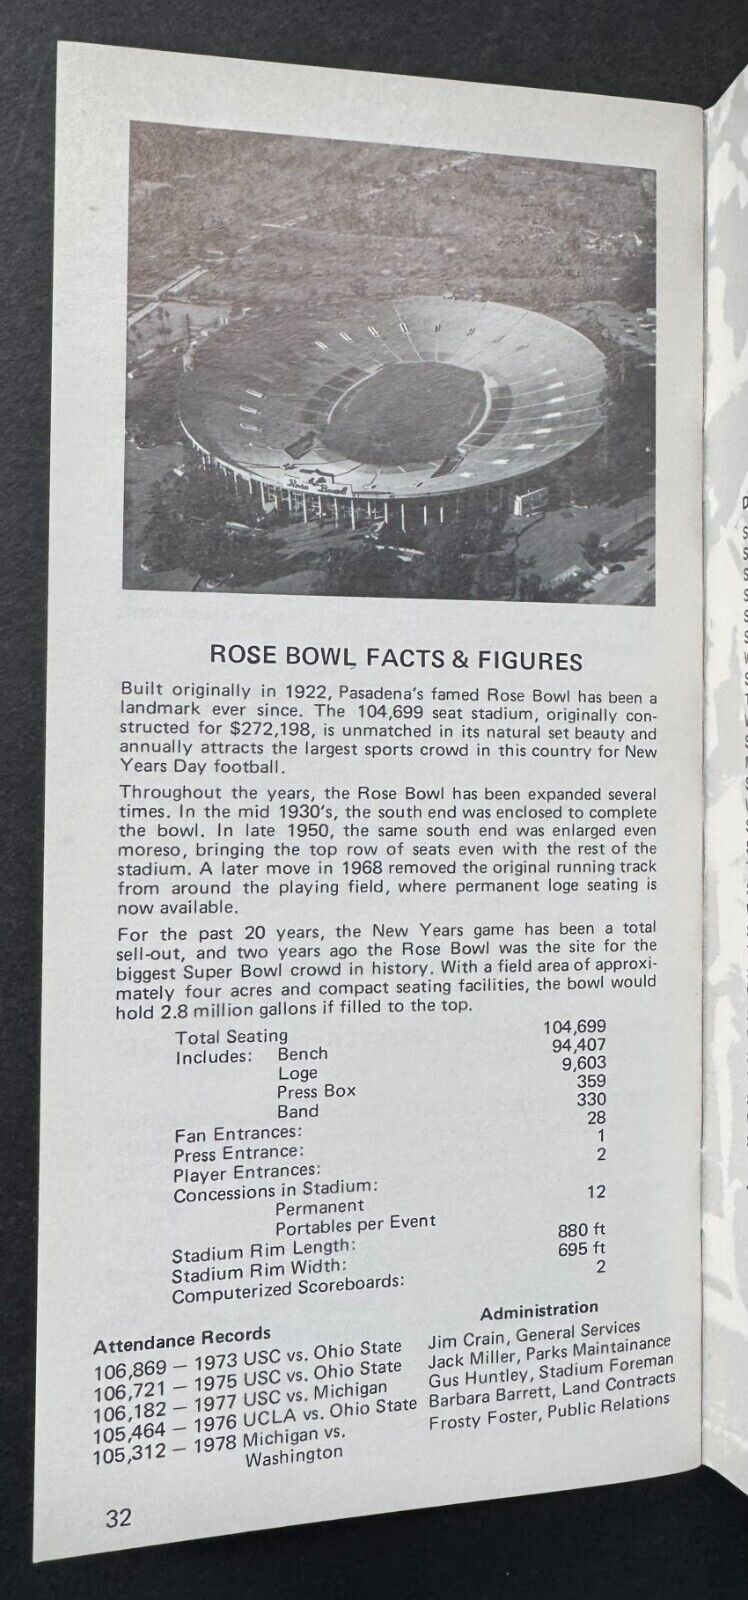 Rose Bowl
ROSE BOWL FACTS & FIGURES
Built originally in 1922, Pasadena's famed Rose Bowl has been a
landmark ever since. The 104,699 seat stadium, originally con-
structed for $272,198, is unmatched in its natural set beauty and
annually attracts the largest sports crowd in this country for New
Years Day football.
Throughout the years, the Rose Bowl has been expanded several
times. In the mid 1930's, the south end was enclosed to complete
the bowl. In late 1950, the same south end was enlarged even
moreso, bringing the top row of seats even with the rest of the
stadium. A later move in 1968 removed the original running track
from around the playing field, where permanent loge seating is
now available.
For the past 20 years, the New Years game has been a total
sell-out, and two years ago the Rose Bowl was the site for the
biggest Super Bowl crowd in history. With a field area of approxi-
mately four acres and compact seating facilities, the bowl would
hold 2.8 million gallons if filled to the top.
Total Seating 104,699
Includes: Bench 94,407
Loge 9,603
Press Box 359
Band 330
Fan Entrances: 28
Press Entrance: 1
Player Entrances: 2
Concessions in Stadium:
Permanent 12
Portables per Event
Stadium Rim Length: 880 ft
Stadium Rim Width: 695 ft
Computerized Scoreboards: 2
Attendance Records
106,869 – 1973 USC vs. Ohio State
106,721 – 1975 USC vs. Ohio State
106,182 – 1977 USC vs. Michigan
105,464 – 1976 UCLA vs. Ohio State
105,312 – 1978 Michigan vs.
Washington
Administration
Jim Crain, General Services
Jack Miller, Parks Maintainance
Gus Huntley, Stadium Foreman
Barbara Barrett, Land Contracts
Frosty Foster, Public Relations
32